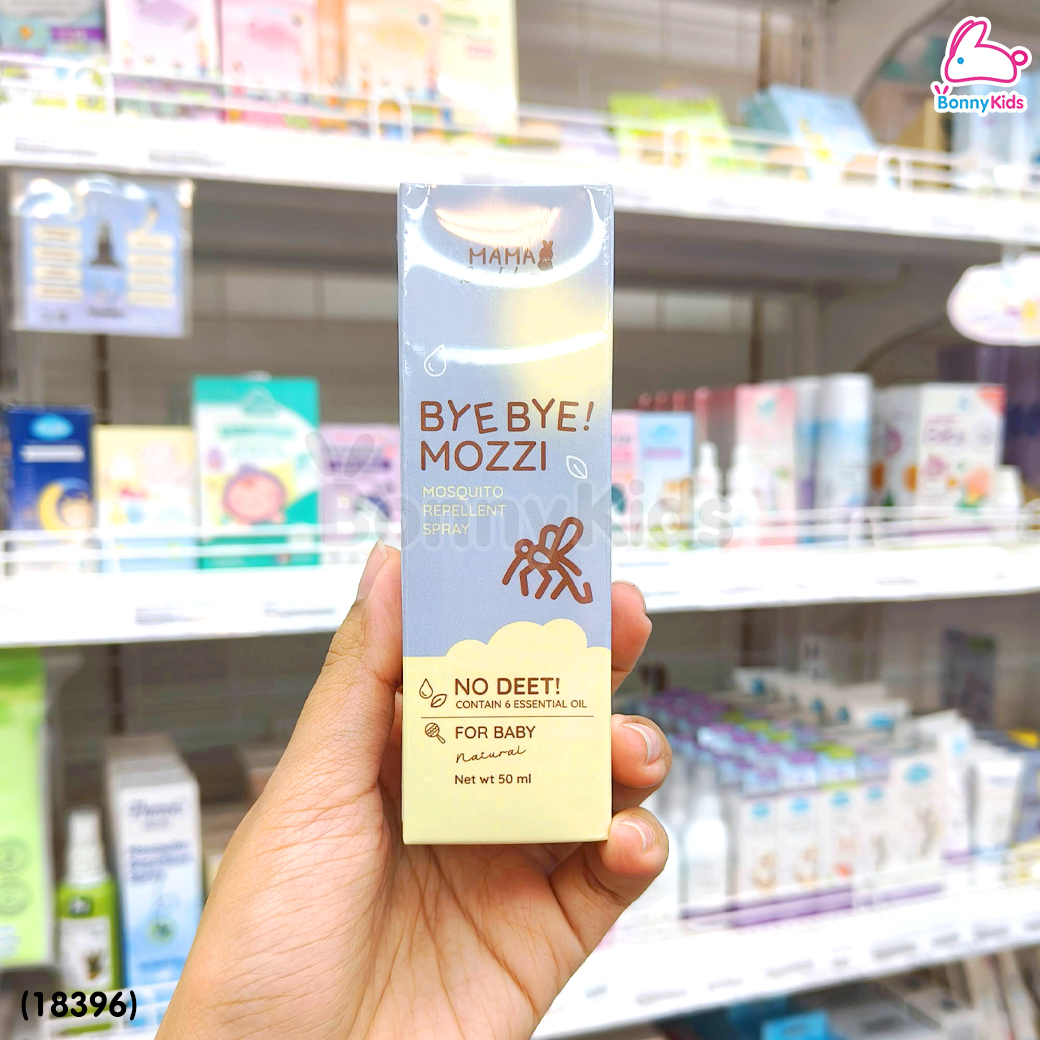 BonnyKids
MAMA
BYE BYE!
MOZZI
MOSQUITO
REPELLENT
SPRAY
BonnyKids
NO DEET!
CONTAIN 6 ESSENTIAL OIL
FOR BABY
natural
Net wt 50 ml
(18396)